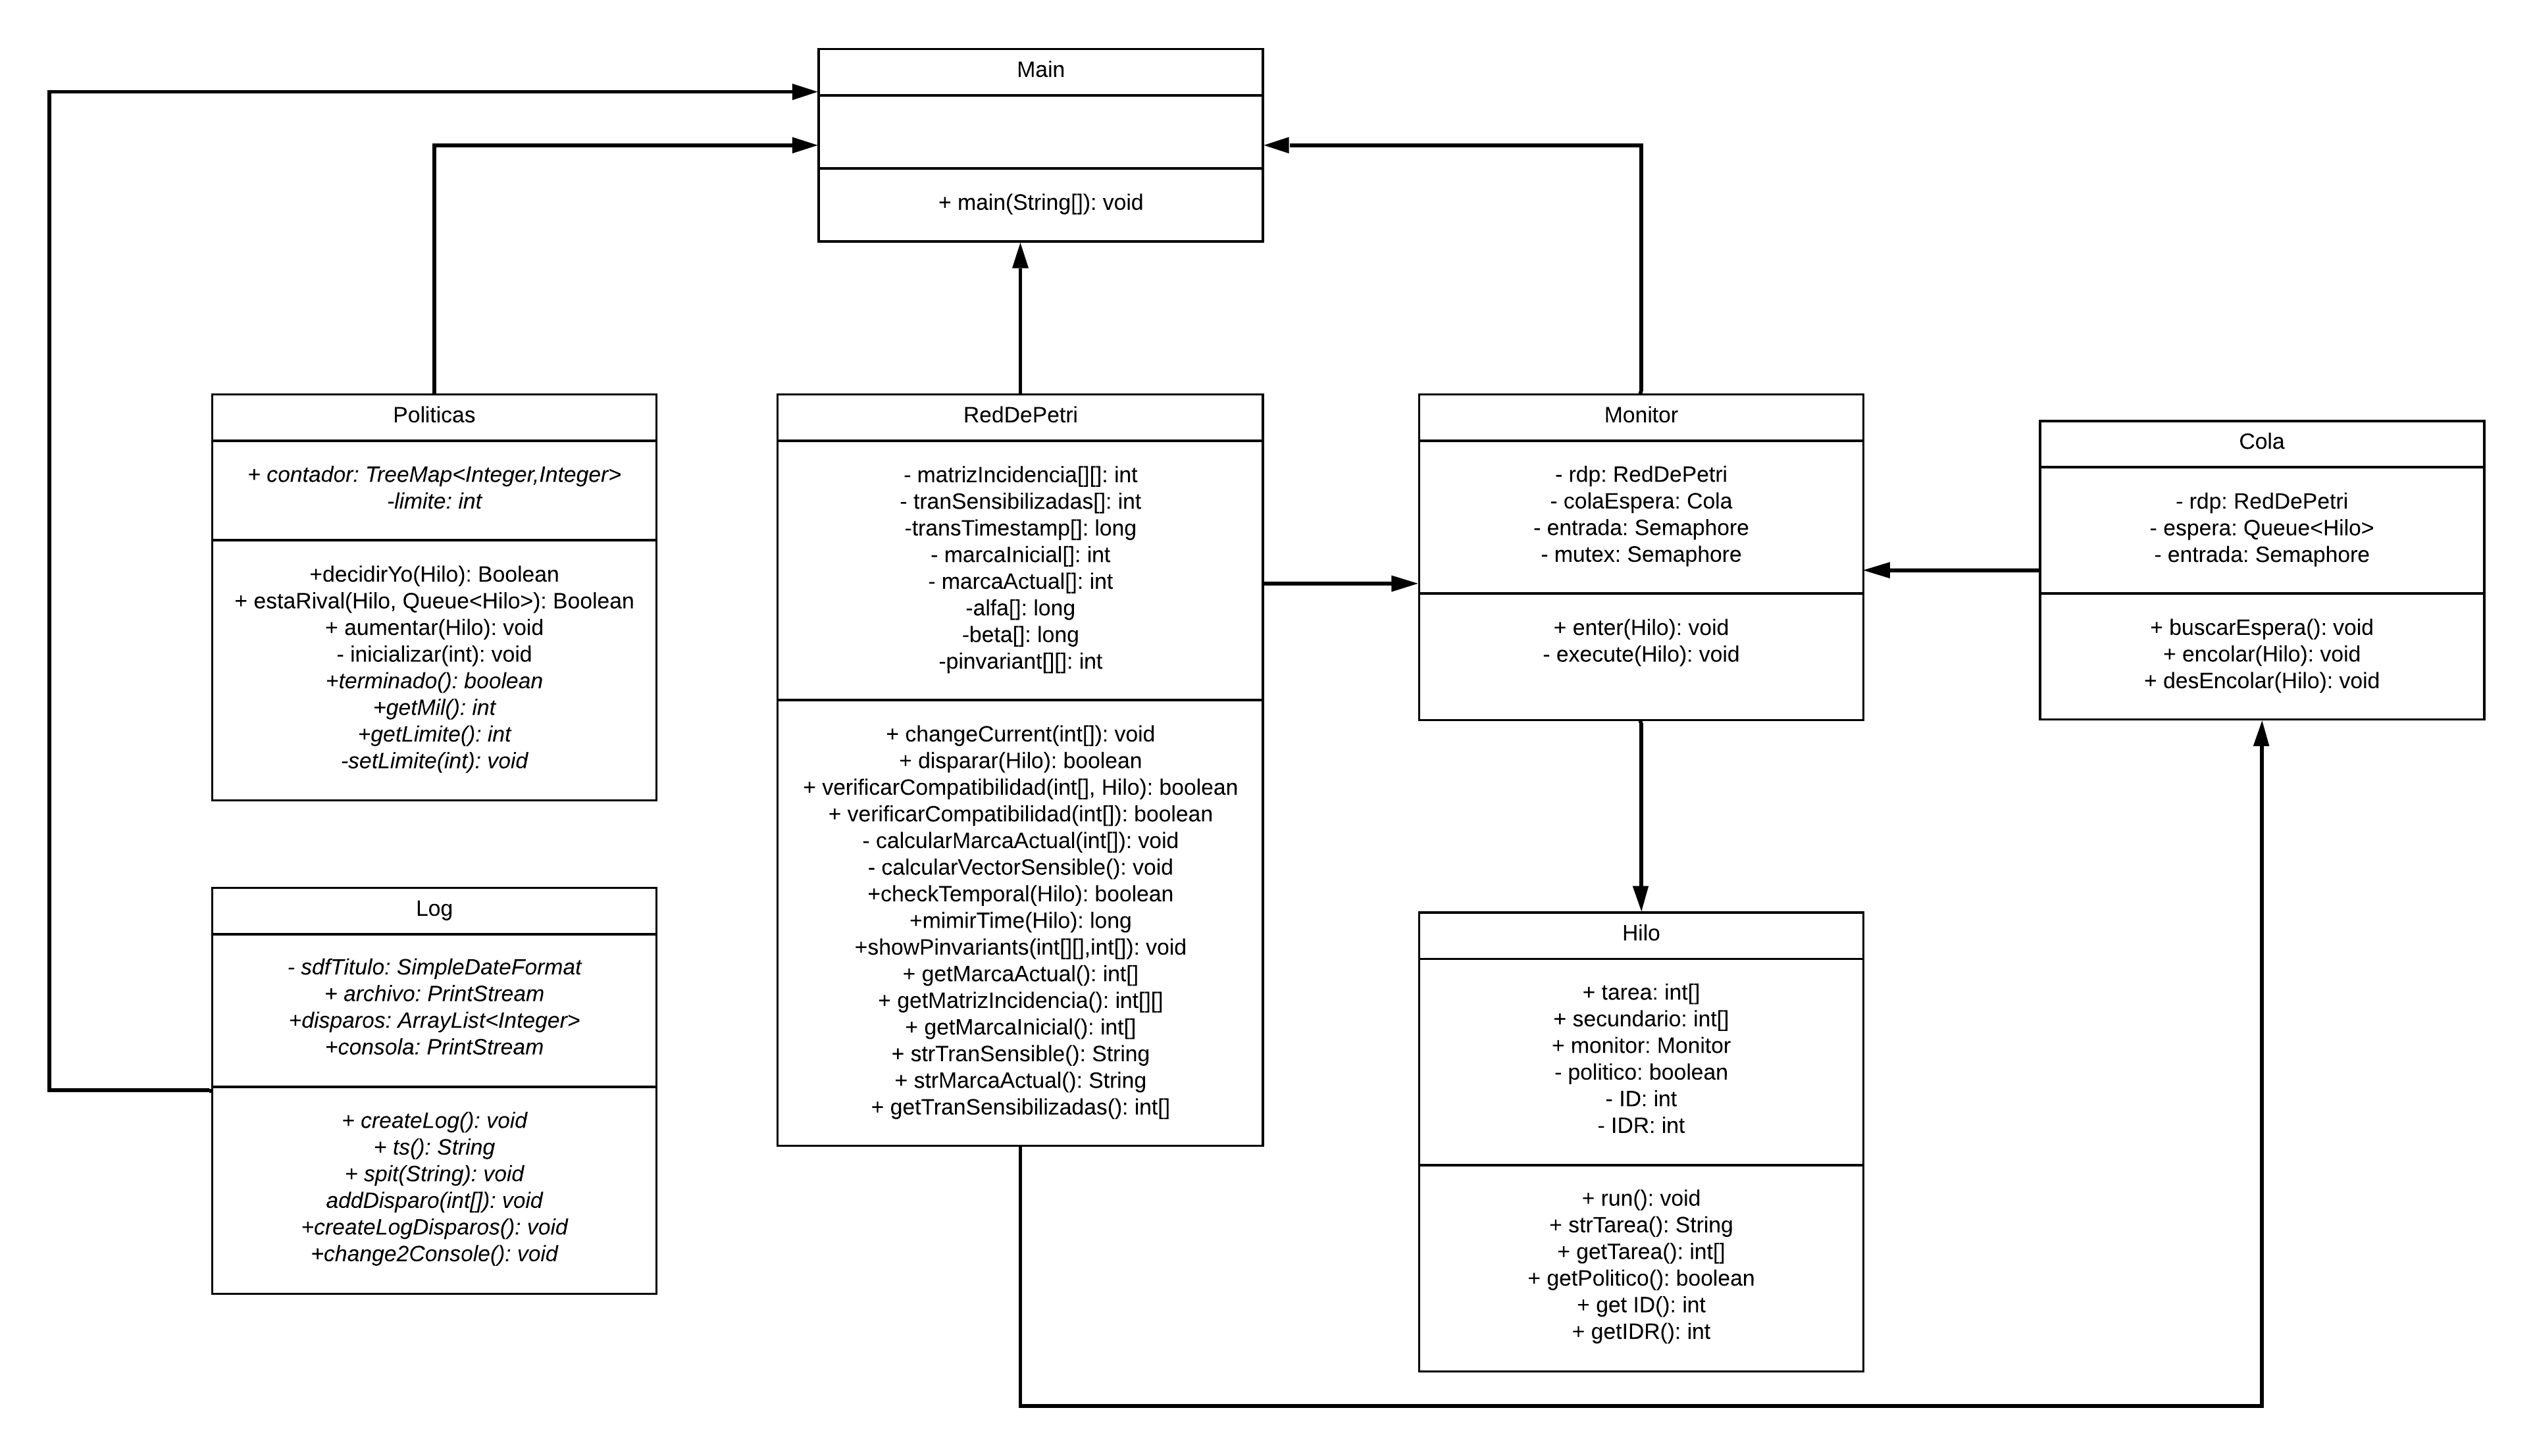 Main
+ main(String[]): void
Politicas
+ contador: TreeMap<Integer,Integer>
-limite: int
+decidirYo(Hilo): Boolean
+ estaRival(Hilo, Queue<Hilo>): Boolean
+ aumentar(Hilo): void
- inicializar(int): void
+terminado(): boolean
+getMil(): int
+getLimite(): int
-setLimite(int): void
RedDePetri
- matrizIncidencia[][]: int
- tranSensibilizadas[]: int
-transTimestamp[]: long
- marcaInicial[]: int
- marcaActual[]: int
-alfa[]: long
-beta[]: long
-pinvariant[][]: int
+ changeCurrent(int[]): void
+ disparar(Hilo): boolean
+ verificarCompatibilidad(int[], Hilo): boolean
+ verificarCompatibilidad(int[]): boolean
- calcularMarcaActual(int[]): void
- calcularVectorSensible(): void
+checkTemporal(Hilo): boolean
+mimirTime(Hilo): long
+showPinvariants(int[][],int[]): void
+ getMarcaActual(): int[]
+ getMatrizIncidencia(): int[][]
+ getMarcaInicial(): int[]
+ strTranSensible(): String
+ strMarcaActual(): String
+ getTranSensibilizadas(): int[]
Monitor
- rdp: RedDePetri
- colaEspera: Cola
- entrada: Semaphore
- mutex: Semaphore
+ enter(Hilo): void
- execute(Hilo): void
Cola
- rdp: RedDePetri
- espera: Queue<Hilo>
- entrada: Semaphore
+ buscarEspera(): void
+ encolar(Hilo): void
+ desEncolar(Hilo): void
Log
- sdfTitulo: SimpleDateFormat
+ archivo: PrintStream
+disparos: ArrayList<Integer>
+consola: PrintStream
+ createLog(): void
+ ts(): String
+ spit(String): void
addDisparo(int[]): void
+createLogDisparos(): void
+change2Console(): void
Hilo
+ tarea: int[]
+ secundario: int[]
+ monitor: Monitor
- politico: boolean
- ID: int
- IDR: int
+ run(): void
+ strTarea(): String
+ getTarea(): int[]
+ getPolitico(): boolean
+ get ID(): int
+ getIDR(): int